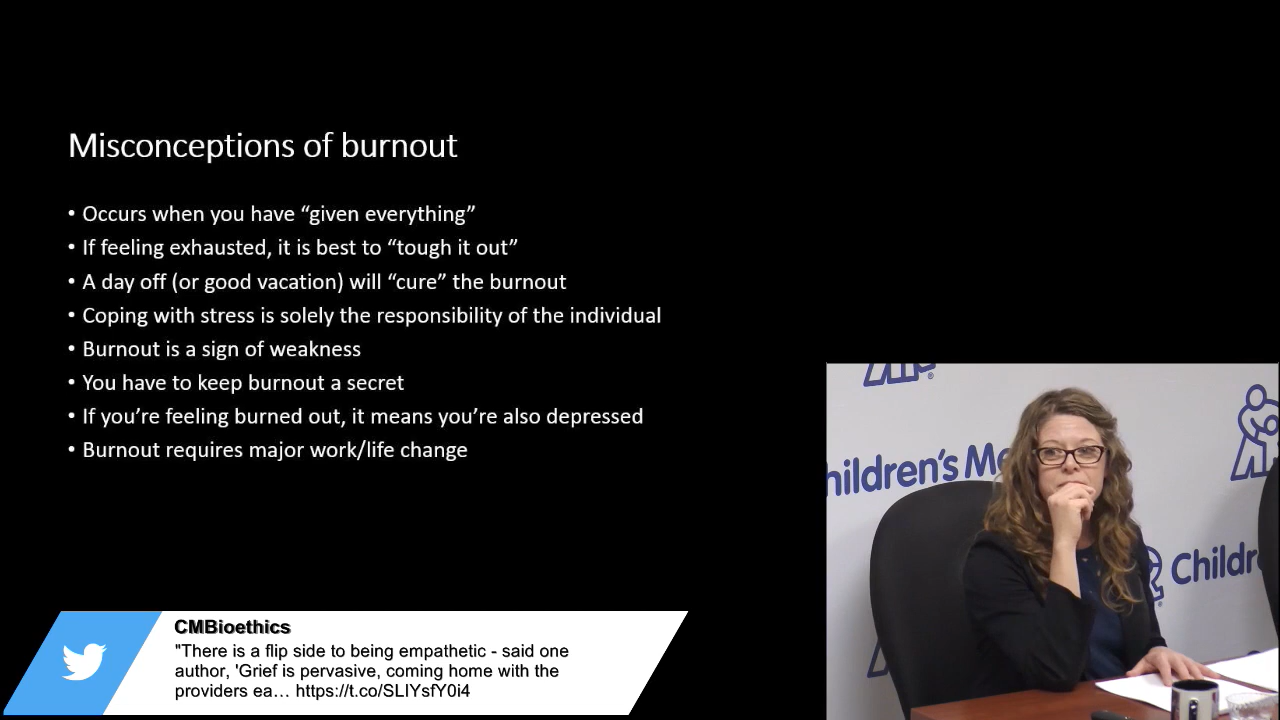 Misconceptions of burnout
• Occurs when you have “given everything”
• If feeling exhausted, it is best to “tough it out”
• A day off (or good vacation) will “cure” the burnout
• Coping with stress is solely the responsibility of the individual
• Burnout is a sign of weakness
• You have to keep burnout a secret
• If you’re feeling burned out, it means you’re also depressed
• Burnout requires major work/life change
hildren's Me
Childr
CMBioethics
"There is a flip side to being empathetic - said one
author, 'Grief is pervasive, coming home with the
providers ea… https://t.co/SLIYsfY0i4